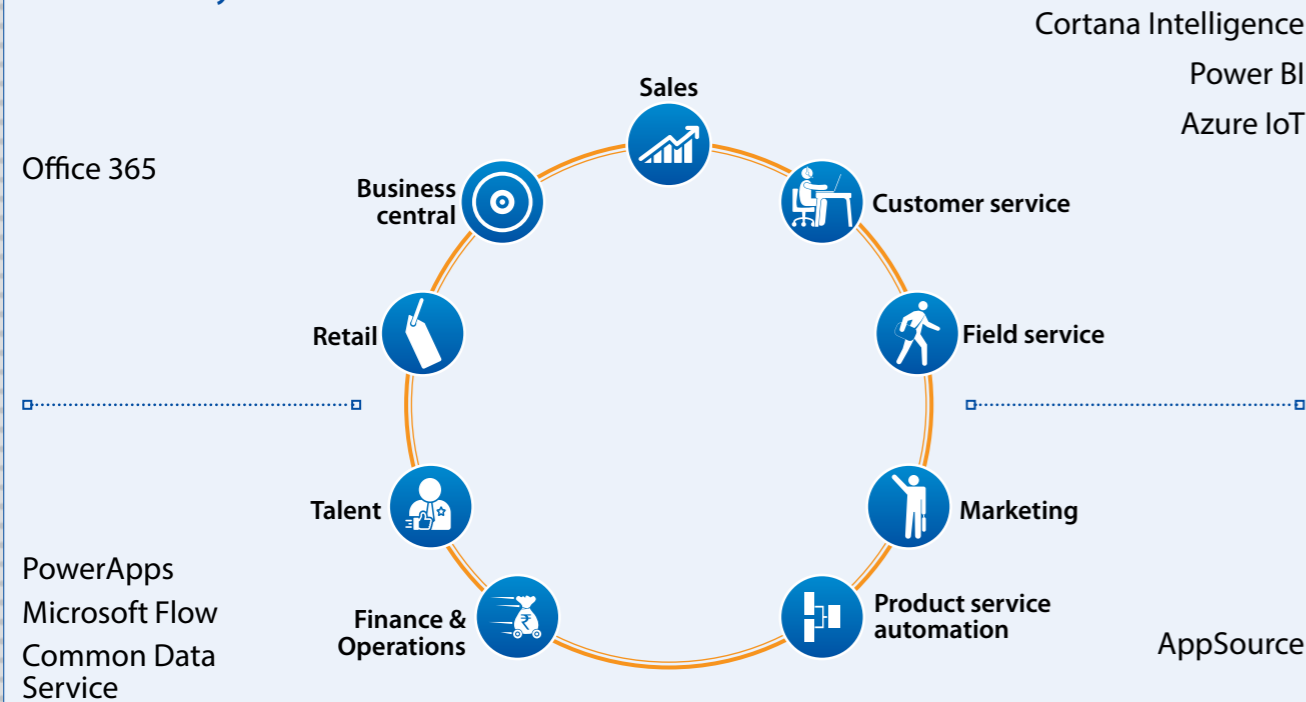 Cortana Intelligence
Power BI
Azure IoT
Office 365
Sales
Business
central
Customer service
Retail
Field service
Talent
Marketing
PowerApps
Microsoft Flow
Common Data
Service
Finance &
Operations
₹
Product service
automation
AppSource